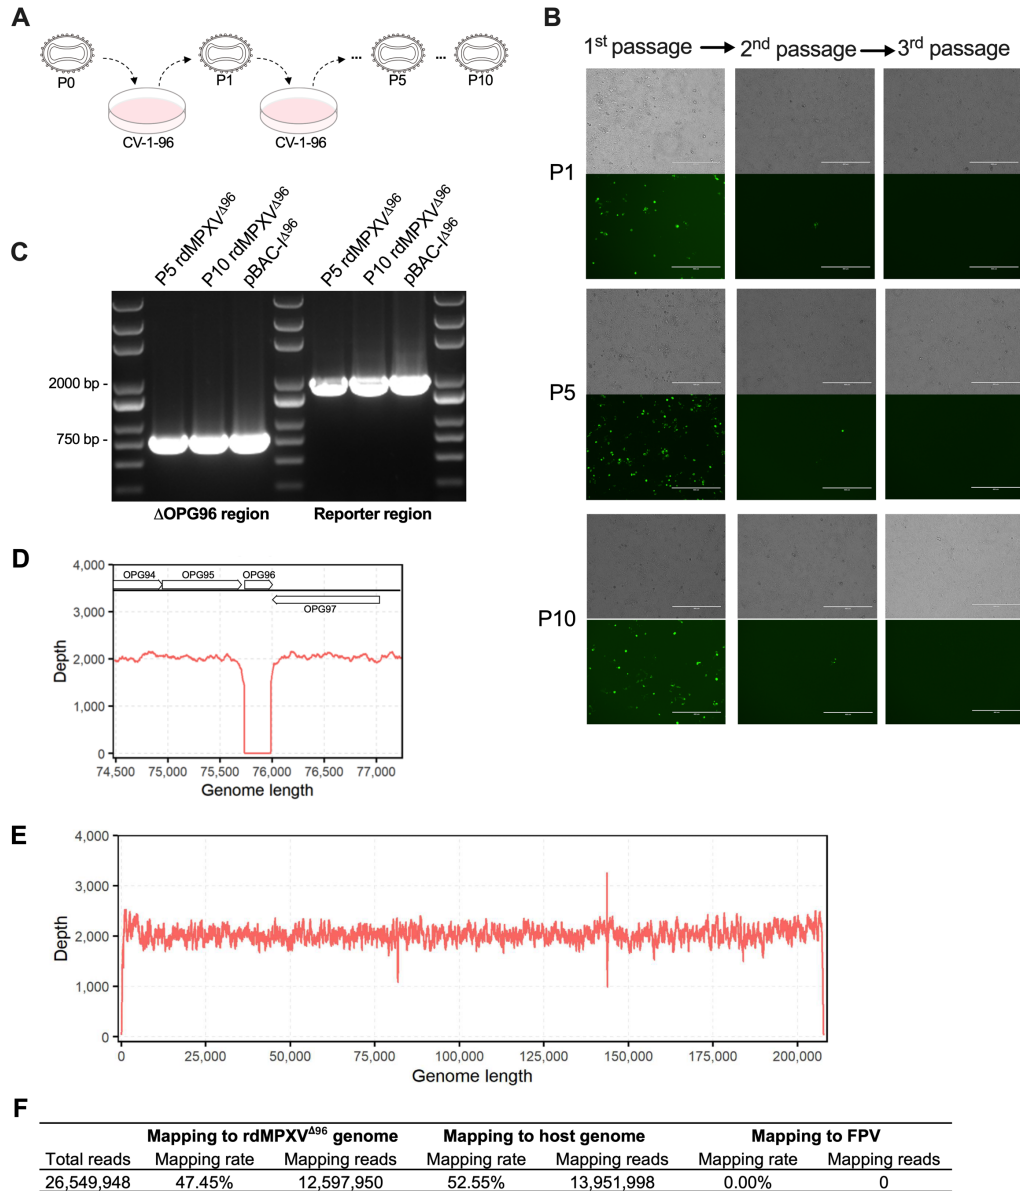 A
P0
P1
P5
P10
CV-1-96
CV-1-96
B
1st passage
2nd passage
3rd passage
P1
P5
P10
C
P5 rdMPXVΔ96
P10 rdMPXVΔ96
pBAC-IΔ96
P5 rdMPXVΔ96
P10 rdMPXVΔ96
pBAC-IΔ96
2000 bp -
750 bp -
ΔOPG96 region
Reporter region
D
4,000
3,000
2,000
1,000
0
Depth
OPG94
OPG95
OPG96
OPG97
74,500 75,000 75,500 76,000 76,500 77,000
Genome length
E
4,000
3,000
2,000
1,000
0
Depth
0 25,000 50,000 75,000 100,000 125,000 150,000 175,000 200,000
Genome length
F
Mapping to rdMPXVΔ96 genome Mapping to host genome Mapping to FPV
Total reads Mapping rate Mapping reads Mapping rate Mapping reads Mapping rate Mapping reads
26,549,948 47.45% 12,597,950 52.55% 13,951,998 0.00% 0